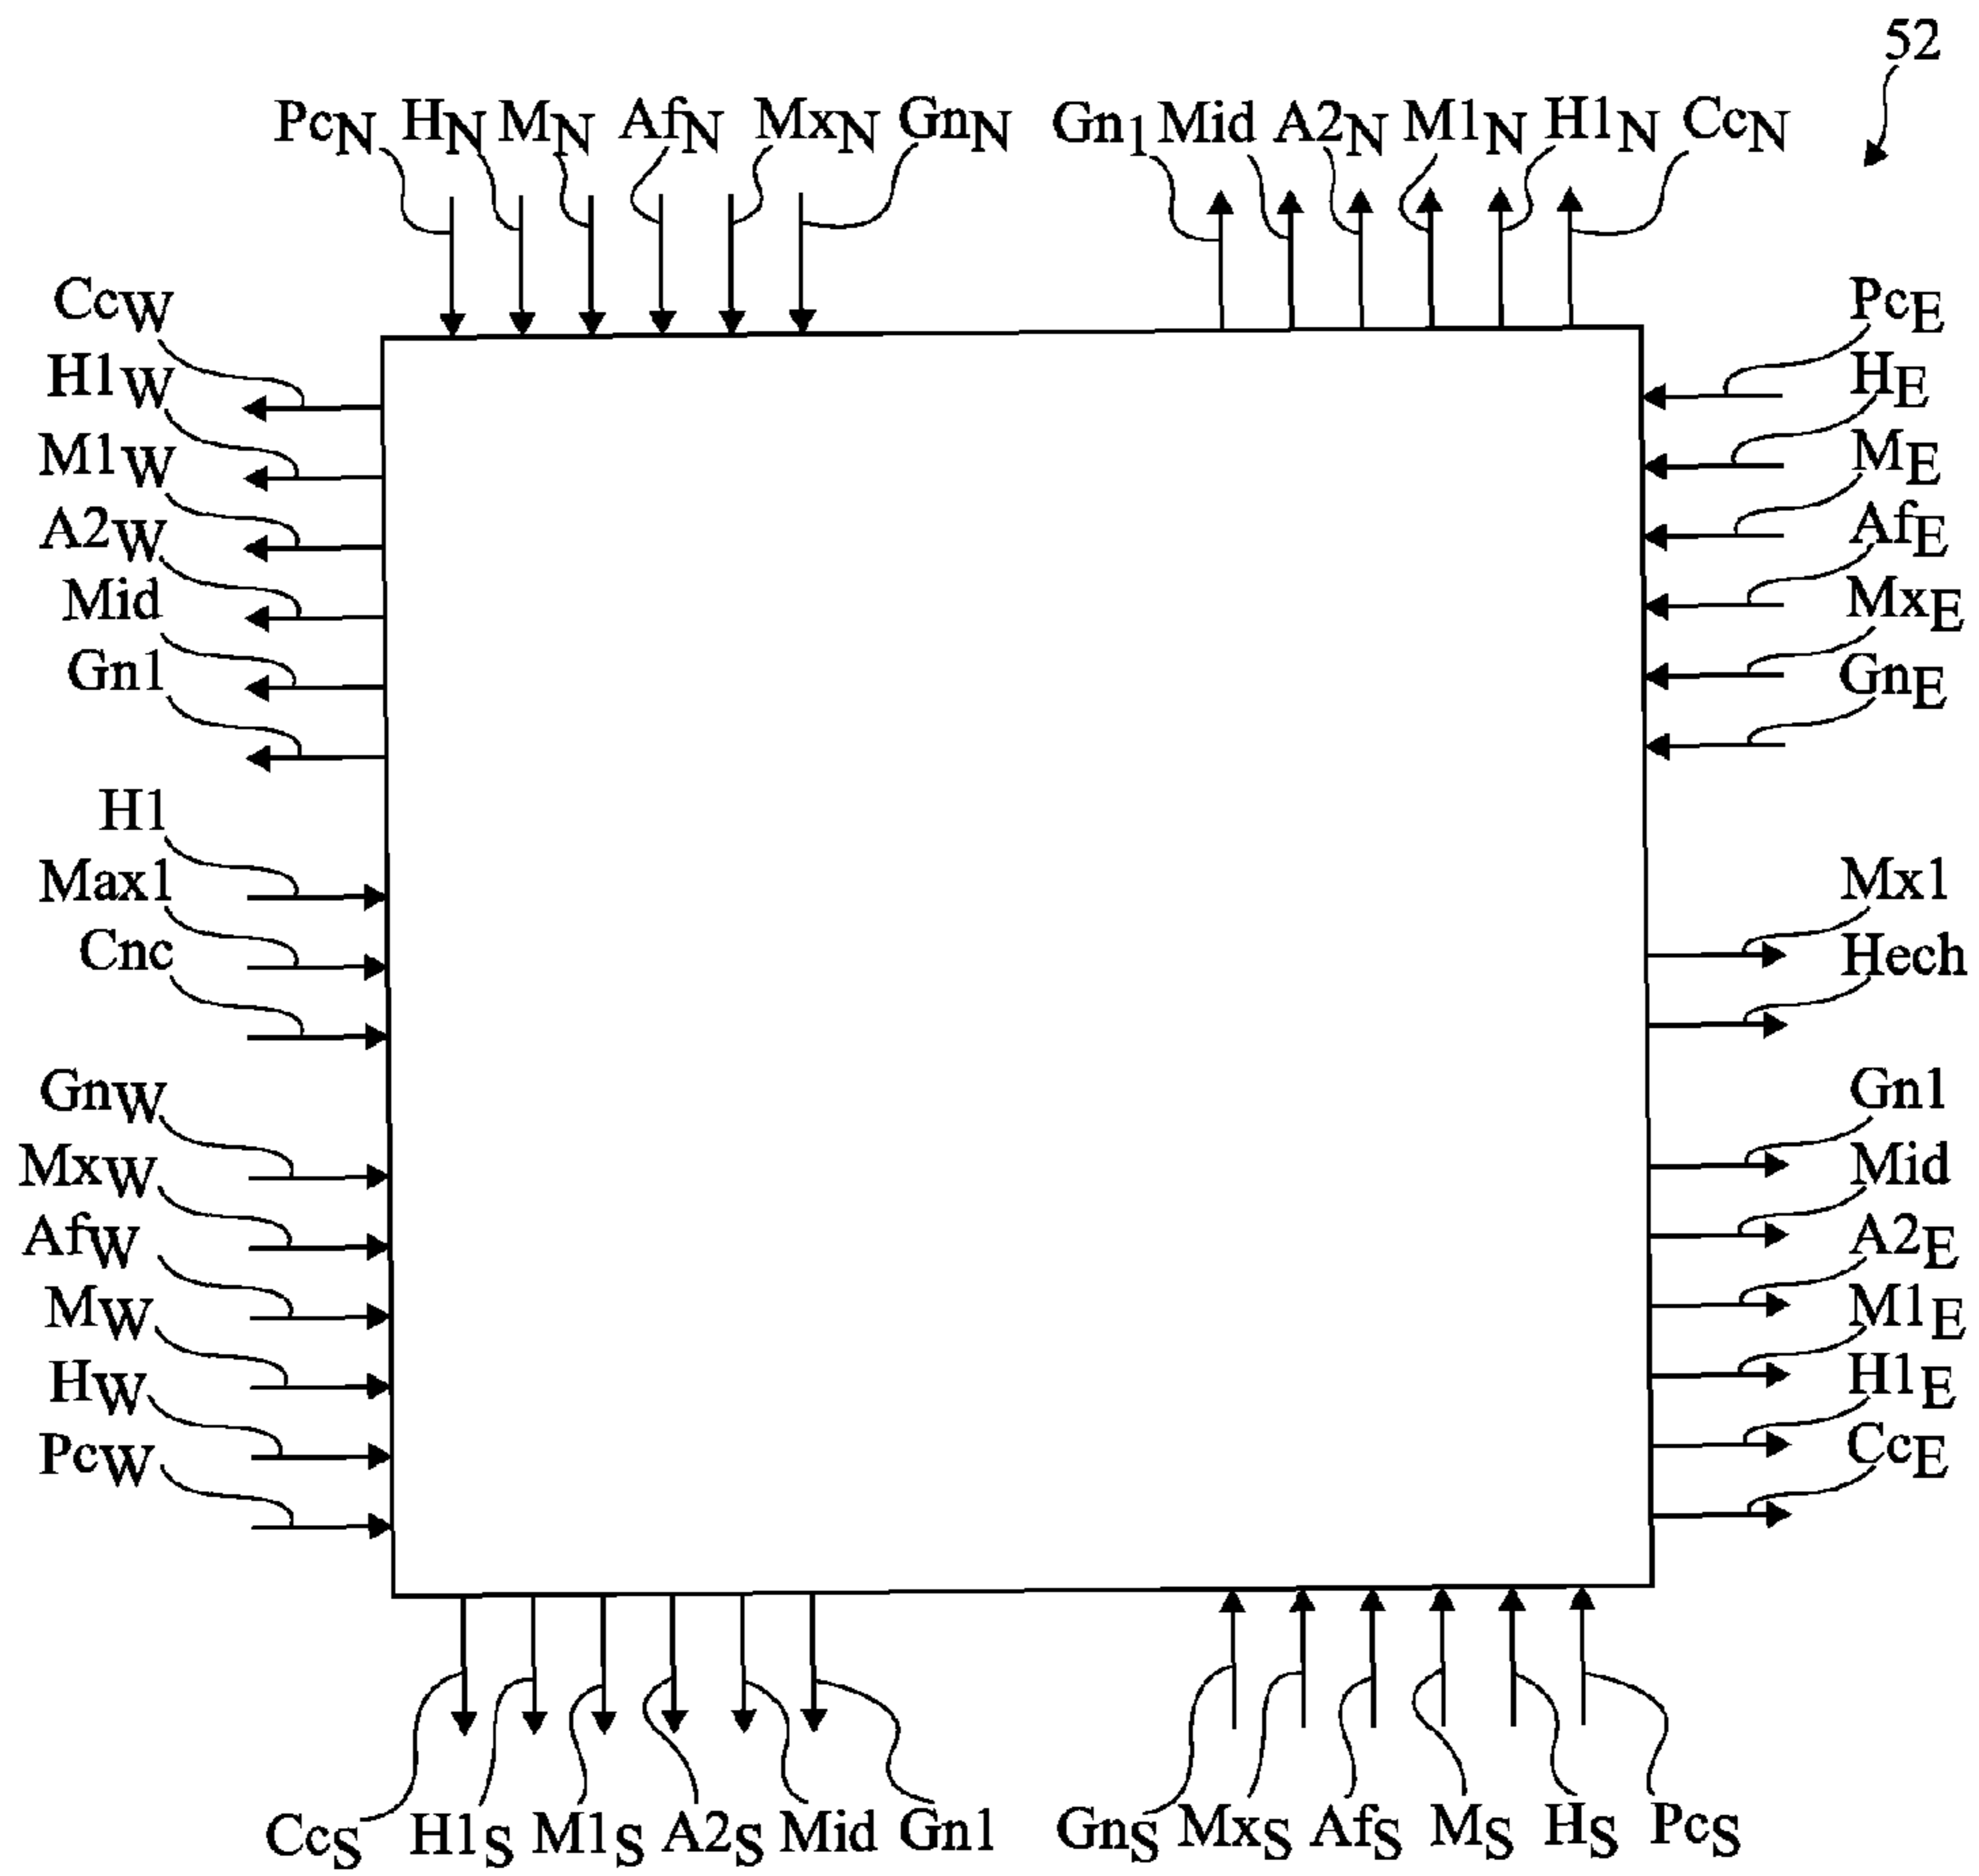 52
PcN HN MN AfN MxN GnN Gn1 Mid A2N M1N H1N CcN
CcW
H1W
M1W
A2W
Mid
Gn1
H1
Max1
Cnc
GnW
MxW
AfW
MW
HW
PcW
PcE
HE
ME
AfE
MxE
GnE
Mx1
Hech
Gn1
Mid
A2E
M1E
H1E
CcE
CcS H1S M1S A2S Mid Gn1 GnS MxS AfS MS HS PcS